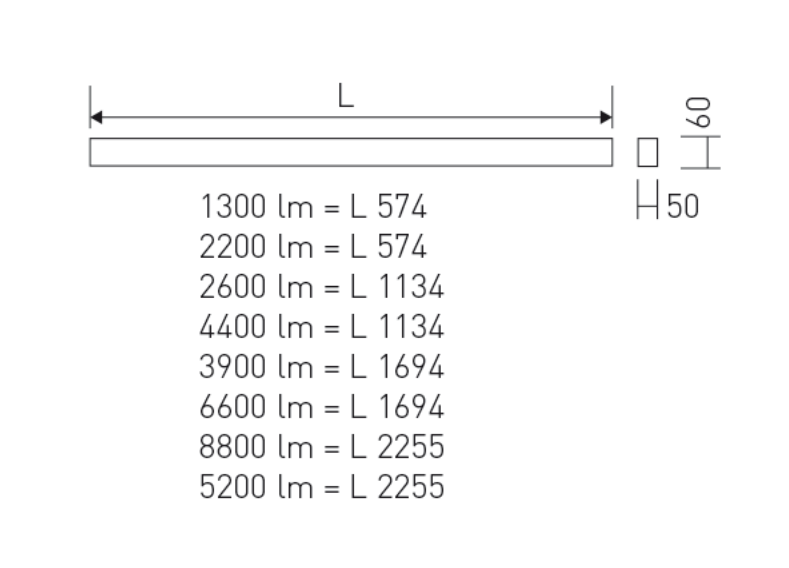 L
60
50
1300 lm = L 574
2200 lm = L 574
2600 lm = L 1134
4400 lm = L 1134
3900 lm = L 1694
6600 lm = L 1694
8800 lm = L 2255
5200 lm = L 2255